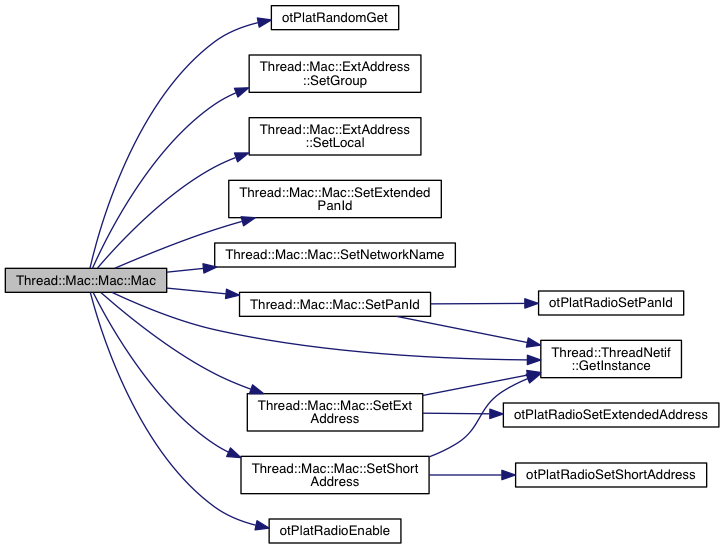 otPlatRandomGet
Thread::Mac::ExtAddress
::SetGroup
Thread::Mac::ExtAddress
::SetLocal
Thread::Mac::Mac::SetExtended
PanId
Thread::Mac::Mac::SetNetworkName
Thread::Mac::Mac::Mac
Thread::Mac::Mac::SetPanId
otPlatRadioSetPanId
Thread::ThreadNetif
::GetInstance
Thread::Mac::Mac::SetExt
Address
otPlatRadioSetExtendedAddress
Thread::Mac::Mac::SetShort
Address
otPlatRadioSetShortAddress
otPlatRadioEnable